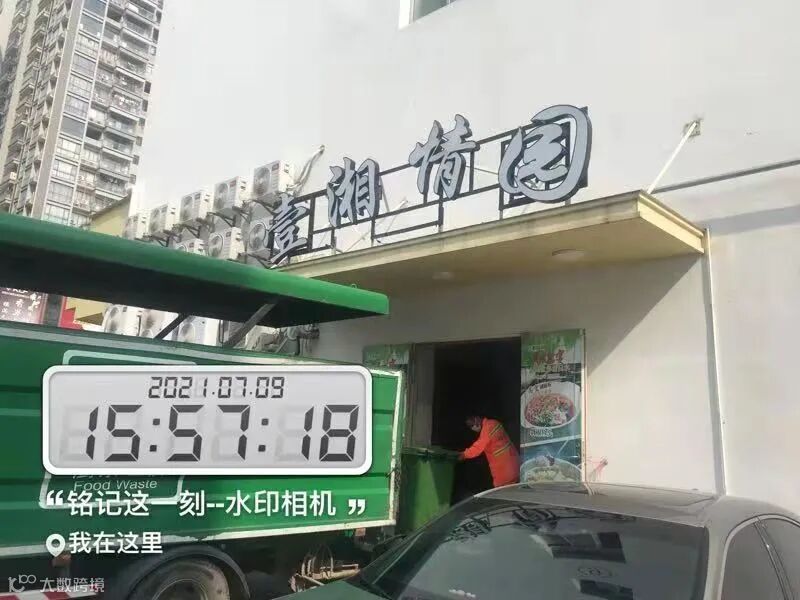 壹湘情园
2021.07.09
15:57:18
Food Waste
“铭记这一刻--水印相机”
我在这里
大数跨境